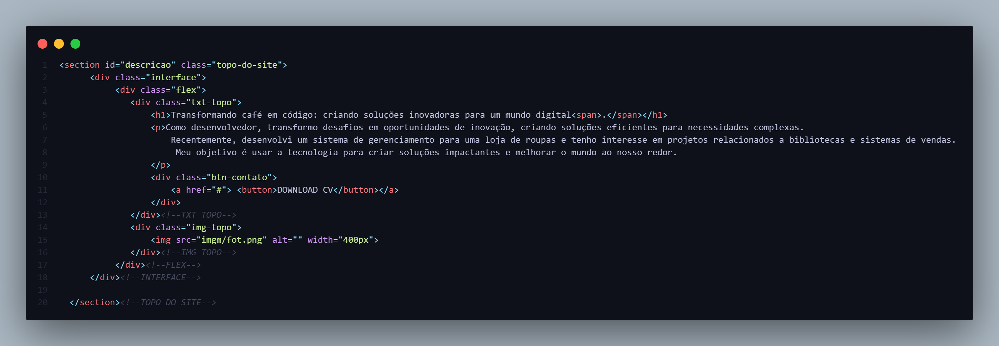 1 <section id="descricao" class="topo-do-site">
2 <div class="interface">
3 <div class="flex">
4 <div class="txt-topo">
5 <h1>Transformando café em código: criando soluções inovadoras para um mundo digital<span>.</span></h1>
6 <p>Como desenvolvedor, transformo desafios em oportunidades de inovação, criando soluções eficientes para necessidades complexas.
7 Recentemente, desenvolvi um sistema de gerenciamento para uma loja de roupas e tenho interesse em projetos relacionados a bibliotecas e sistemas de vendas.
8 Meu objetivo é usar a tecnologia para criar soluções impactantes e melhorar o mundo ao nosso redor.
9 </p>
10 <div class="btn-contato">
11 <a href="#"> <button>DOWNLOAD CV</button></a>
12 </div>
13 </div><!--TXT TOPO-->
14 <div class="img-topo">
15 <img src="imgm/fot.png" alt="" width="400px">
16 </div><!--IMG TOPO-->
17 </div><!--FLEX-->
18 </div><!--INTERFACE-->
19
20 </section><!--TOPO DO SITE-->